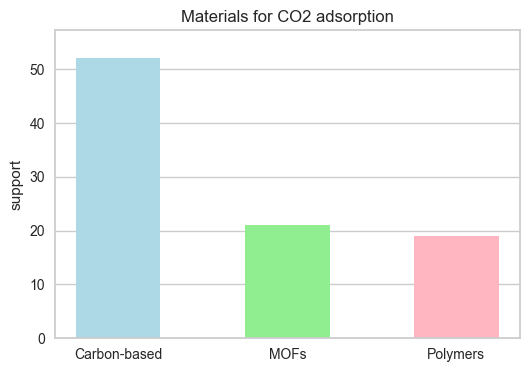 Materials for CO2 adsorption
support
50
40
30
20
10
0
Carbon-based
MOFs
Polymers